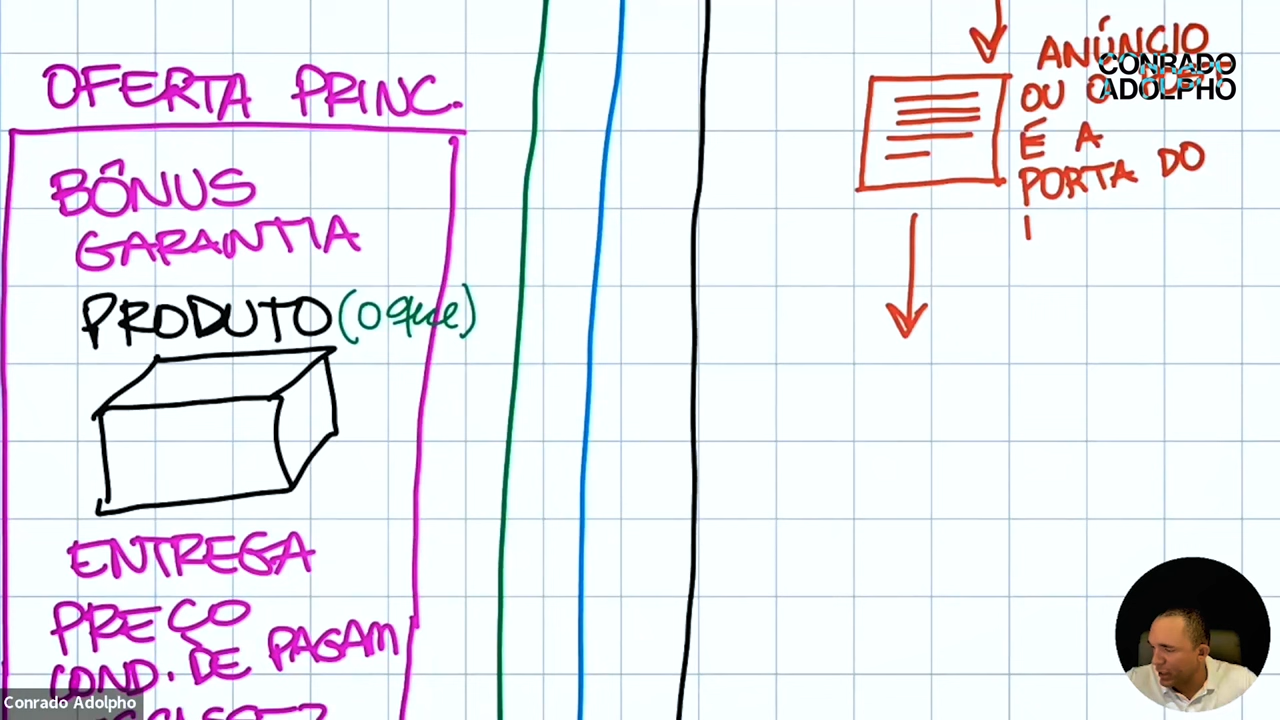 OFERTA PRINC.
BÔNUS
GARANTIA
PRODUTO (o que)
ENTREGA
PREÇO
COND. DE PAGAM
ANÚNCIO
OU O
É A
PORTA DO
CONRADO
ADOLPHO
Conrado Adolpho